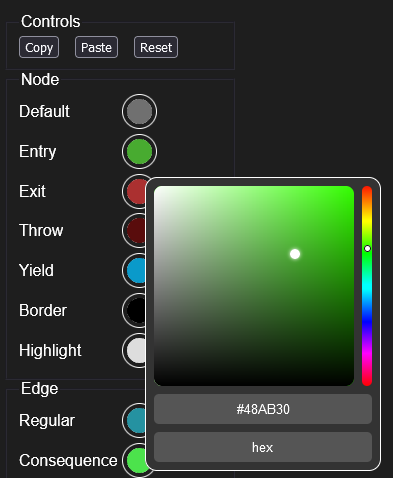 Controls
Copy Paste Reset
Node
Default
Entry
Exit
Throw
Yield
Border
Highlight
#48AB30
Edge
Regular
hex
Consequence